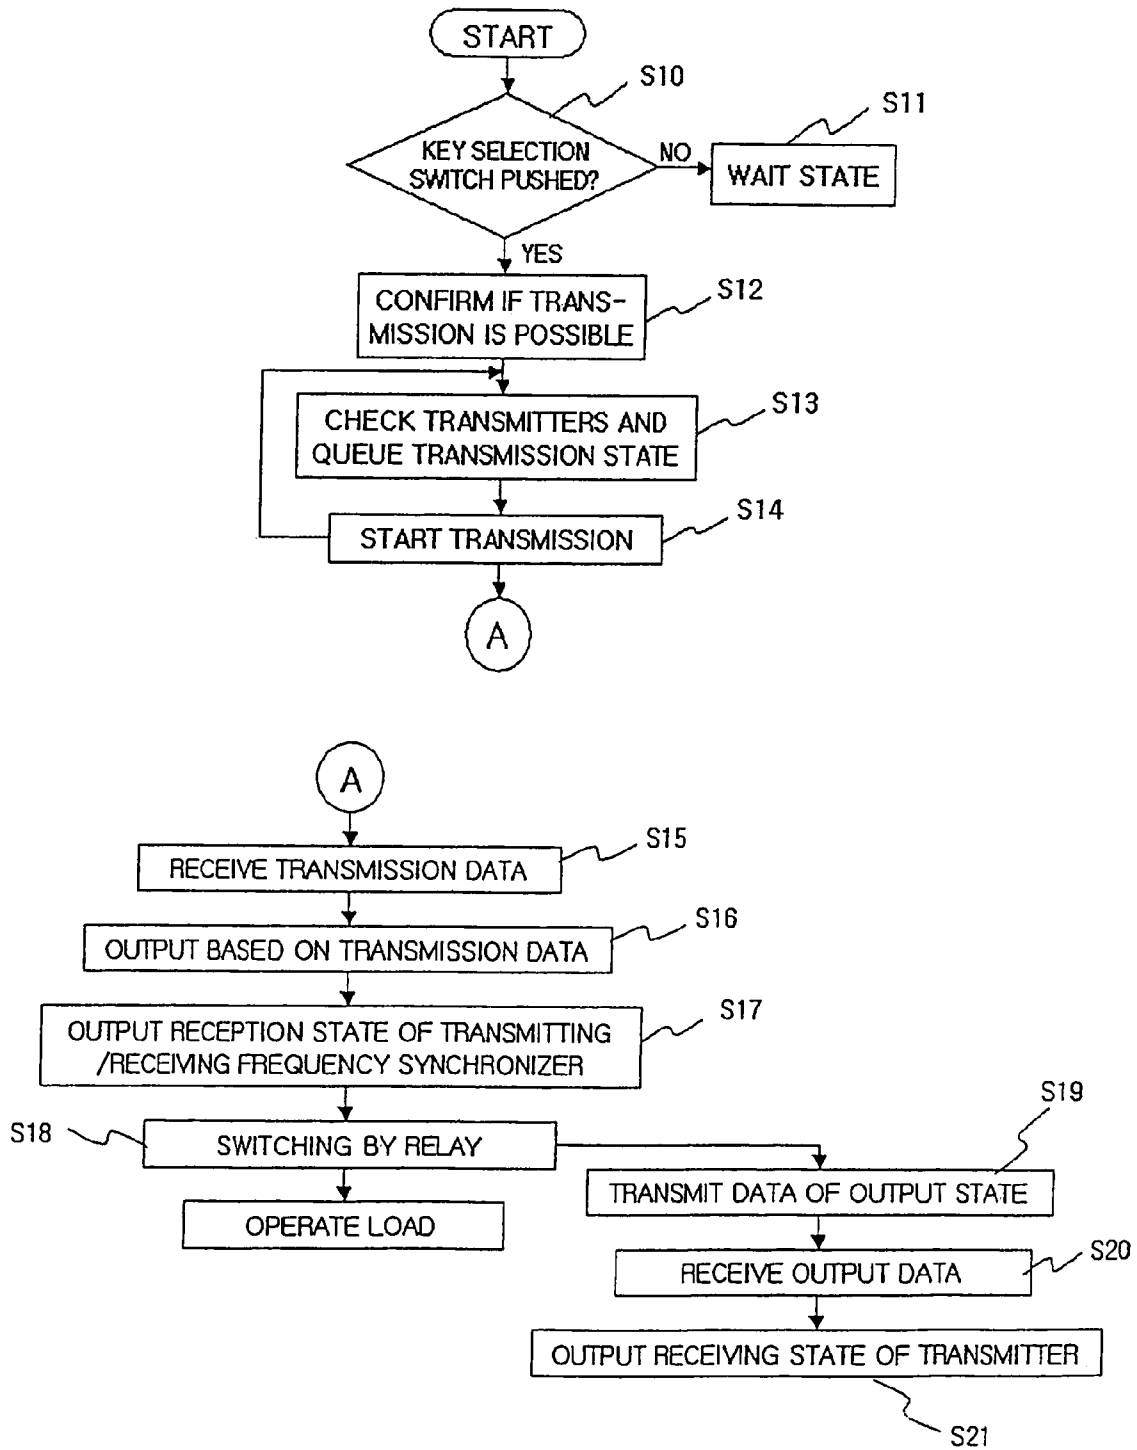 START
S10
S11
KEY SELECTION
SWITCH PUSHED?
NO
WAIT STATE
YES
S12
CONFIRM IF TRANS-
MISSION IS POSSIBLE
S13
CHECK TRANSMITTERS AND
QUEUE TRANSMISSION STATE
S14
START TRANSMISSION
A
A
S15
RECEIVE TRANSMISSION DATA
S16
OUTPUT BASED ON TRANSMISSION DATA
S17
OUTPUT RECEPTION STATE OF TRANSMITTING
/RECEIVING FREQUENCY SYNCHRONIZER
S18
SWITCHING BY RELAY
S19
TRANSMIT DATA OF OUTPUT STATE
OPERATE LOAD
S20
RECEIVE OUTPUT DATA
OUTPUT RECEIVING STATE OF TRANSMITTER
S21